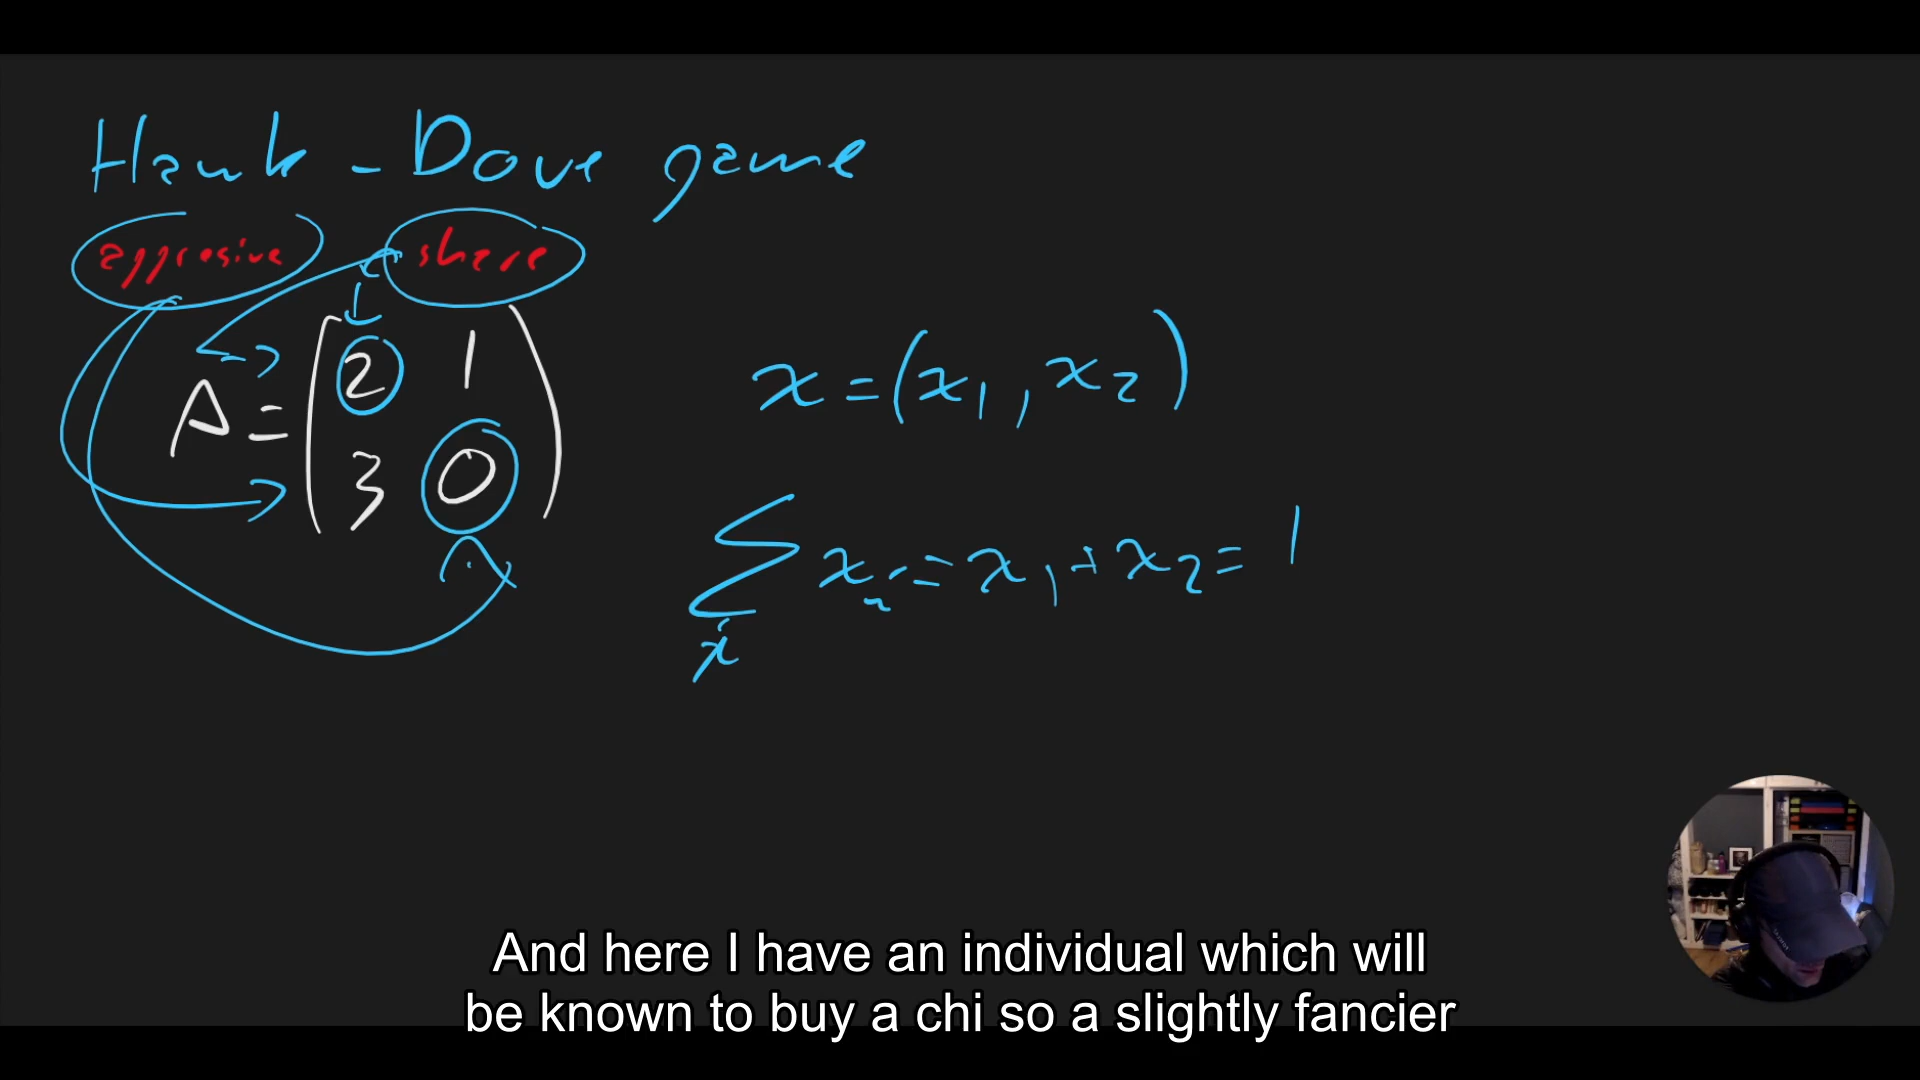 Hawk - Dove game
aggresive share
A = ( 2 1
3 0 )
x = (x₁, x₂)
∑ xᵢ = x₁ + x₂ = 1
i
And here I have an individual which will
be known to buy a chi so a slightly fancier